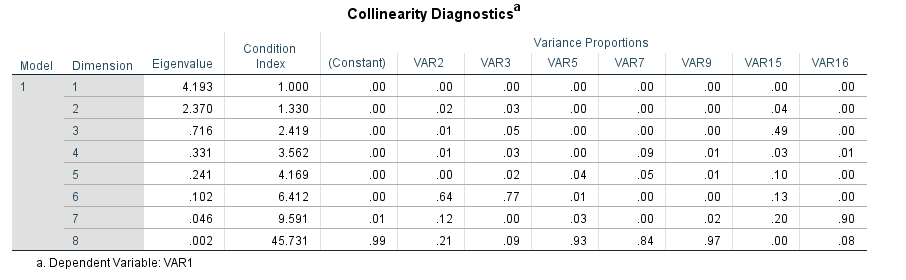 Collinearity Diagnosticsa
Variance Proportions
Model Dimension Eigenvalue Condition Index (Constant) VAR2 VAR3 VAR5 VAR7 VAR9 VAR15 VAR16
1 1 4.193 1.000 .00 .00 .00 .00 .00 .00 .00 .00
2 2.370 1.330 .00 .02 .03 .00 .00 .00 .04 .00
3 .716 2.419 .00 .01 .05 .00 .00 .00 .49 .00
4 .331 3.562 .00 .01 .03 .00 .09 .01 .03 .01
5 .241 4.169 .00 .00 .02 .04 .05 .01 .10 .00
6 .102 6.412 .00 .64 .77 .01 .00 .00 .13 .00
7 .046 9.591 .01 .12 .00 .03 .00 .02 .20 .90
8 .002 45.731 .99 .21 .09 .93 .84 .97 .00 .08
a. Dependent Variable: VAR1